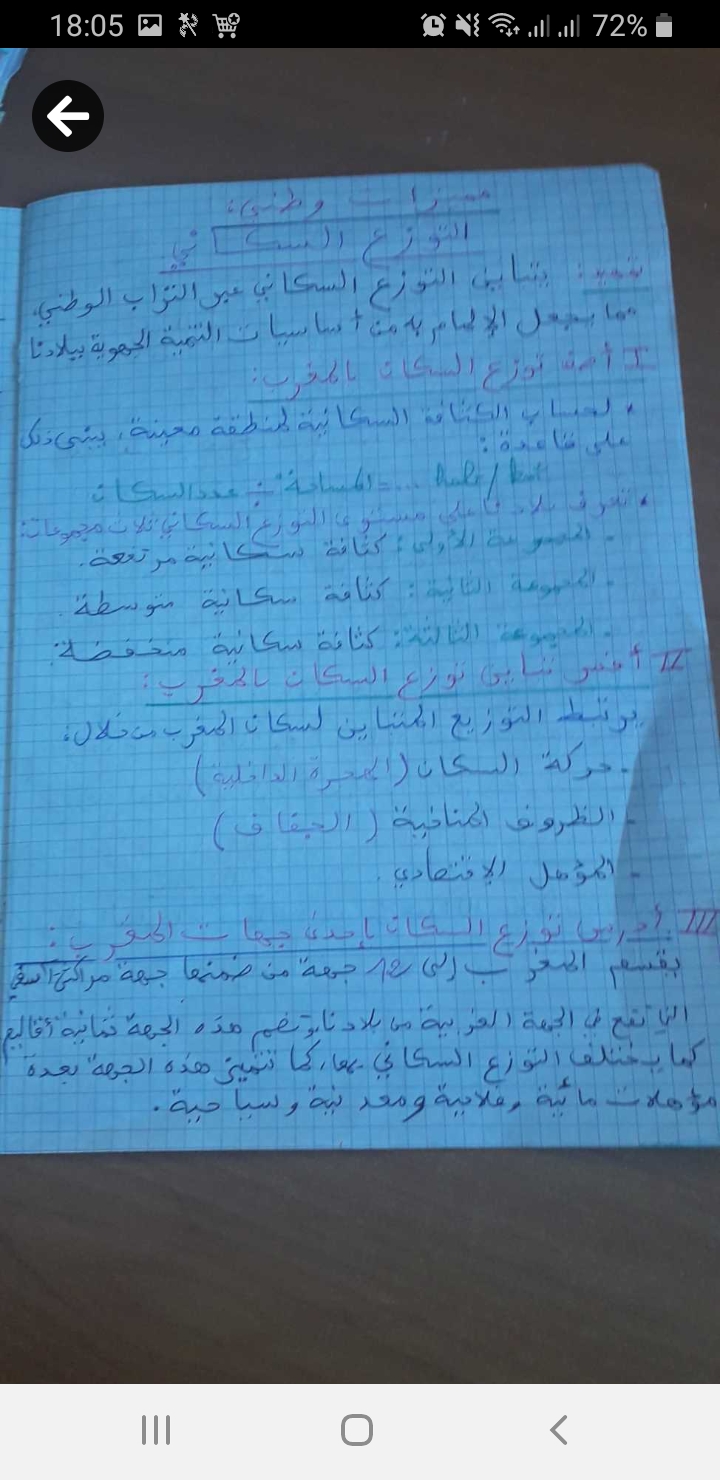 18:05
72%
مميزات وطني:
التوزع السكاني
تمهيد: يتباين التوزع السكاني عبر التراب الوطني،
مما يجعل الإلمام به من أساسيات التنمية الجهوية ببلادنا
I أصف توزع السكان بالمغرب:
• لحساب الكثافة السكانية لمنطقة معينة، يبنى ذلك
على قاعدة:
عدد السكان ÷ المساحة =
• تعرف بلادنا على مستوى التوزع السكاني ثلاث مجموعات:
- المجموعة الأولى: كثافة سكانية مرتفعة.
- المجموعة الثانية: كثافة سكانية متوسطة.
- المجموعة الثالثة: كثافة سكانية منخفضة.
II أفسر تباين توزع السكان بالمغرب:
يرتبط التوزيع المتباين لسكان المغرب من خلال:
- حركة السكان (الهجرة الداخلية)
- الظروف المناخية (الجفاف)
- المؤهل الاقتصادي.
III أدرس توزع السكان بإحدى جهات المغرب:
يقسم المغرب إلى 12 جهة من ضمنها جهة مراكش آسفي
التي تقع في الجهة الغربية من بلادنا وتضم هذه الجهة ثمانية أقاليم
كما يختلف التوزع السكاني بها، كما تتميز هذه الجهة بعدة
مؤهلات مائية وفلاحية ومعدنية وسياحية.